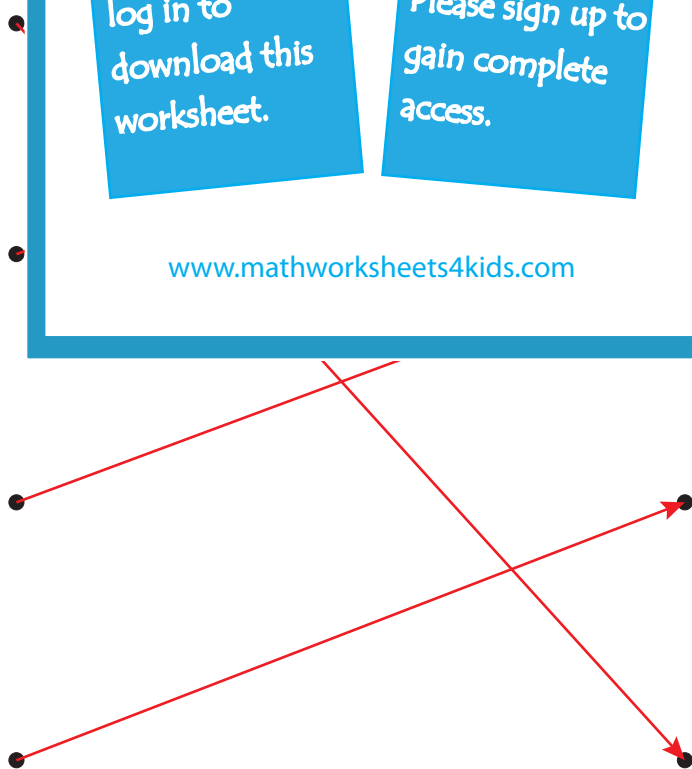 log in to
download this
worksheet.
Please sign up to
gain complete
access.
www.mathworksheets4kids.com